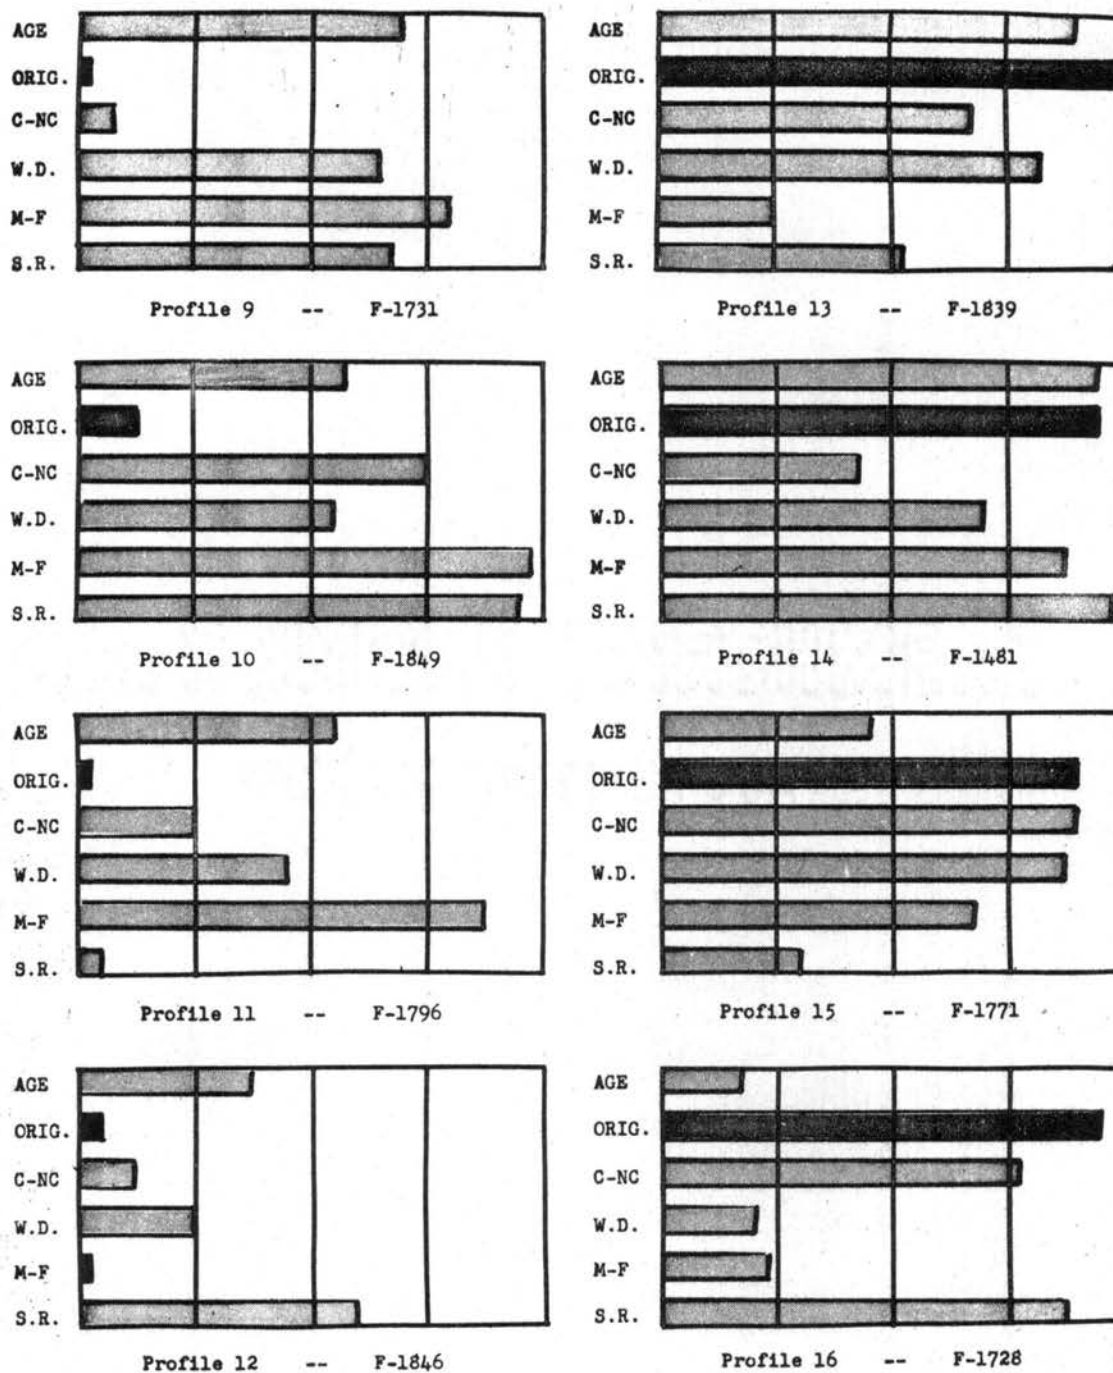 AGE
ORIG.
C-NC
W.D.
M-F
S.R.
Profile 9 -- F-1731
AGE
ORIG.
C-NC
W.D.
M-F
S.R.
Profile 10 -- F-1849
AGE
ORIG.
C-NC
W.D.
M-F
S.R.
Profile 11 -- F-1796
AGE
ORIG.
C-NC
W.D.
M-F
S.R.
Profile 12 -- F-1846
AGE
ORIG.
C-NC
W.D.
M-F
S.R.
Profile 13 -- F-1839
AGE
ORIG.
C-NC
W.D.
M-F
S.R.
Profile 14 -- F-1481
AGE
ORIG.
C-NC
W.D.
M-F
S.R.
Profile 15 -- F-1771
AGE
ORIG.
C-NC
W.D.
M-F
S.R.
Profile 16 -- F-1728